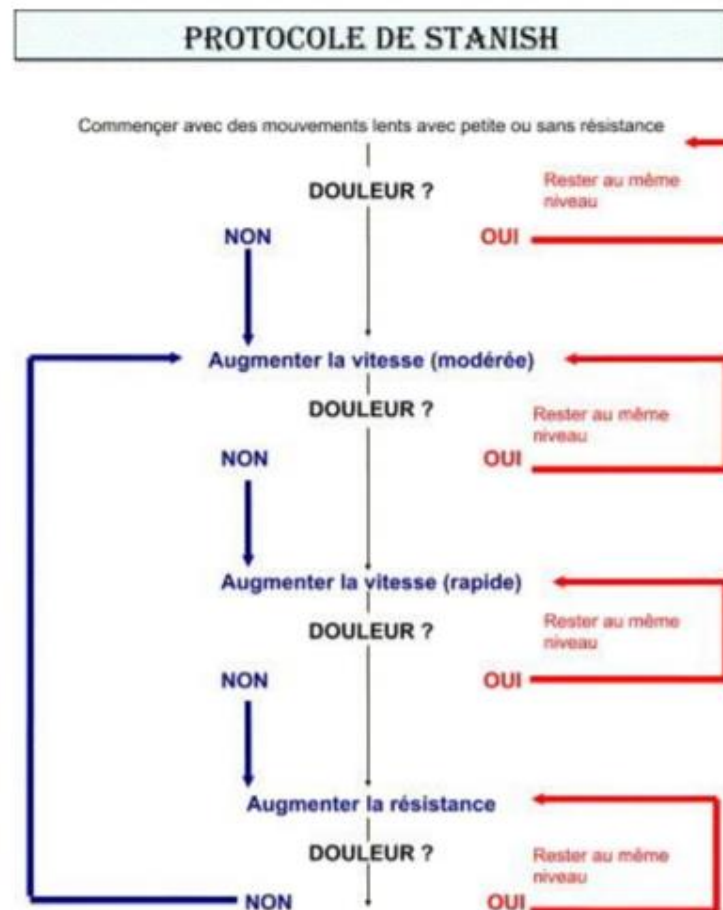 PROTOCOLE DE STANISH
Commençer avec des mouvements lents avec petite ou sans résistance
DOULEUR ?
Rester au même
niveau
NON
OUI
Augmenter la vitesse (modérée)
DOULEUR ?
Rester au même
niveau
NON
OUI
Augmenter la vitesse (rapide)
DOULEUR ?
Rester au même
niveau
NON
OUI
Augmenter la résistance
DOULEUR ?
Rester au même
niveau
NON
OUI